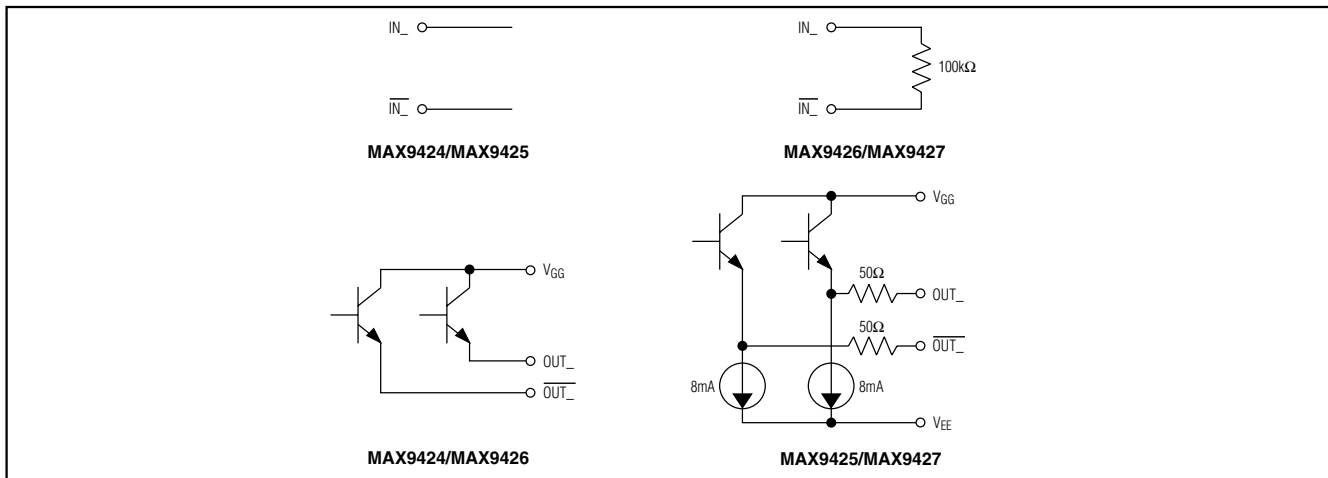 IN_
IN_
100kΩ
IN_
IN_
MAX9424/MAX9425
MAX9426/MAX9427
VGG
VGG
50Ω
OUT_
50Ω
OUT_
OUT_
OUT_
8mA
8mA
VEE
MAX9424/MAX9426
MAX9425/MAX9427